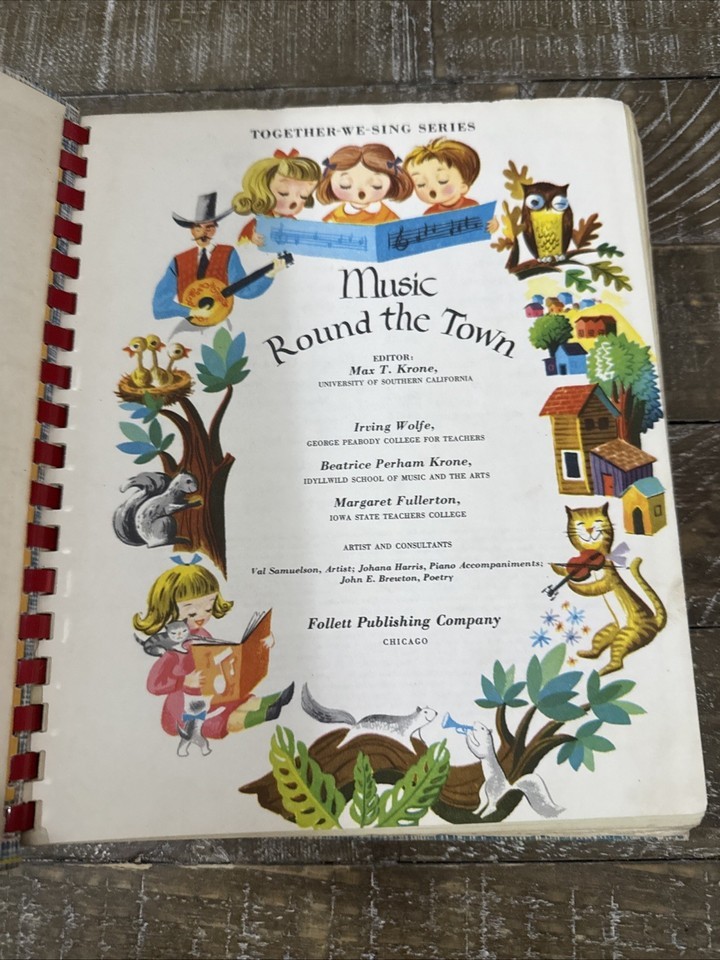 TOGETHER-WE-SING SERIES
Music
Round the Town
EDITOR:
Max T. Krone,
UNIVERSITY OF SOUTHERN CALIFORNIA
Irving Wolfe,
GEORGE PEABODY COLLEGE FOR TEACHERS
Beatrice Perham Krone,
IDYLLWILD SCHOOL OF MUSIC AND THE ARTS
Margaret Fullerton,
IOWA STATE TEACHERS COLLEGE
ARTIST AND CONSULTANTS
Val Samuelson, Artist; Johana Harris, Piano Accompaniments;
John E. Brewton, Poetry
Follett Publishing Company
CHICAGO